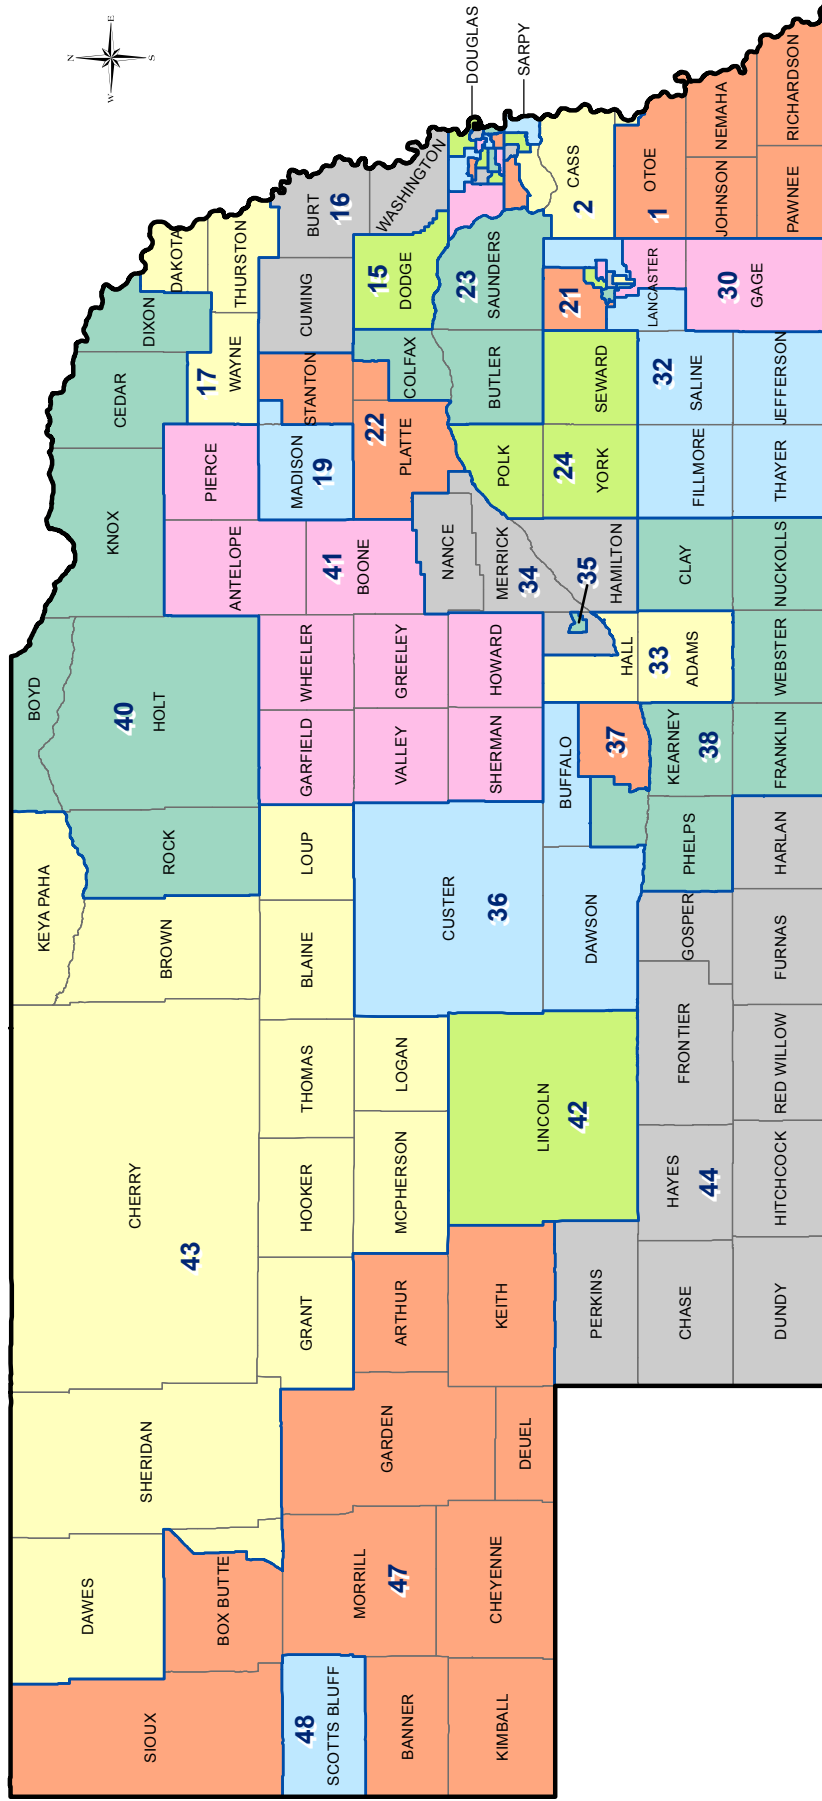 N
E
S
W
DOUGLAS
SARPY
SIOUX
DAWES
BOX BUTTE
SHERIDAN
CHERRY
43
KEYA PAHA
BROWN
ROCK
BOYD
HOLT
40
KNOX
CEDAR
DIXON
DAKOTA
THURSTON
WAYNE
17
PIERCE
ANTELOPE
SCOTTS BLUFF
48
BANNER
KIMBALL
MORRILL
47
CHEYENNE
GARDEN
DEUEL
GRANT
HOOKER
THOMAS
BLAINE
LOUP
GARFIELD
WHEELER
ARTHUR
MCPHERSON
LOGAN
CUSTER
36
VALLEY
GREELEY
BOONE
41
MADISON
19
STANTON
CUMING
BURT
16
WASHINGTON
DODGE
15
COLFAX
PLATTE
22
NANCE
MERRICK
34
POLK
BUTLER
SAUNDERS
23
KEITH
LINCOLN
42
DAWSON
BUFFALO
37
SHERMAN
HOWARD
HALL
35
HAMILTON
YORK
24
SEWARD
21
LANCASTER
CASS
2
OTOE
1
PERKINS
CHASE
HAYES
44
FRONTIER
GOSPER
PHELPS
KEARNEY
38
ADAMS
33
CLAY
FILLMORE
SALINE
32
GAGE
30
JOHNSON
NEMAHA
DUNDY
HITCHCOCK
RED WILLOW
FURNAS
HARLAN
FRANKLIN
WEBSTER
NUCKOLLS
THAYER
JEFFERSON
PAWNEE
RICHARDSON